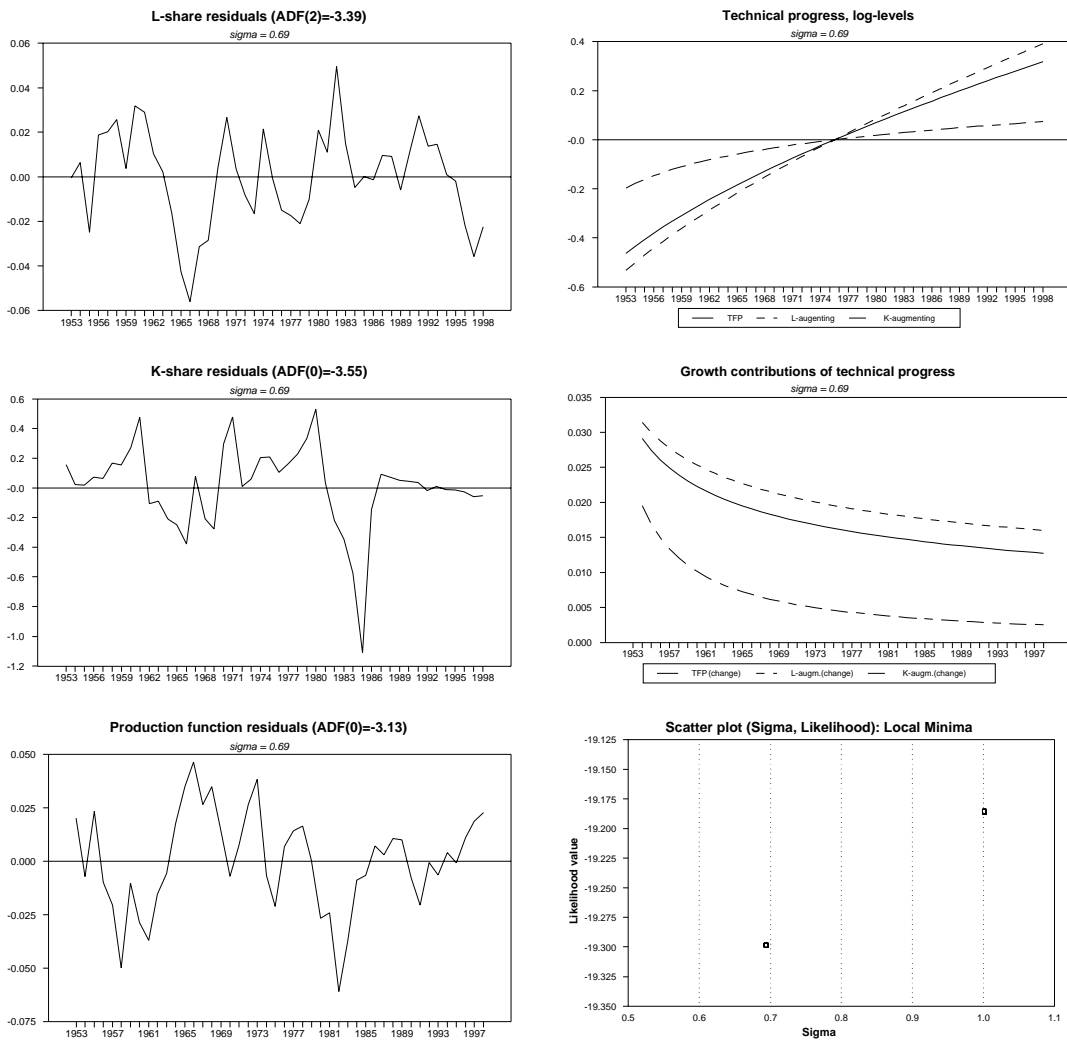 L-share residuals (ADF(2)=-3.39)
sigma = 0.69
0.06
0.04
0.02
0.00
-0.02
-0.04
-0.06
1953 1956 1959 1962 1965 1968 1971 1974 1977 1980 1983 1986 1989 1992 1995 1998
Technical progress, log-levels
sigma = 0.69
0.4
0.2
-0.0
-0.2
-0.4
-0.6
1953 1956 1959 1962 1965 1968 1971 1974 1977 1980 1983 1986 1989 1992 1995 1998
TFP L-augenting K-augmenting
K-share residuals (ADF(0)=-3.55)
sigma = 0.69
0.6
0.4
0.2
-0.0
-0.2
-0.4
-0.6
-0.8
-1.0
-1.2
1953 1956 1959 1962 1965 1968 1971 1974 1977 1980 1983 1986 1989 1992 1995 1998
Growth contributions of technical progress
sigma = 0.69
0.035
0.030
0.025
0.020
0.015
0.010
0.005
0.000
1953 1957 1961 1965 1969 1973 1977 1981 1985 1989 1993 1997
TFP (change) L-augm.(change) K-augm.(change)
Production function residuals (ADF(0)=-3.13)
sigma = 0.69
0.050
0.025
0.000
-0.025
-0.050
-0.075
1953 1957 1961 1965 1969 1973 1977 1981 1985 1989 1993 1997
Scatter plot (Sigma, Likelihood): Local Minima
Likelihood value
-19.125
-19.150
-19.175
-19.200
-19.225
-19.250
-19.275
-19.300
-19.325
-19.350
0.5 0.6 0.7 0.8 0.9 1.0 1.1
Sigma